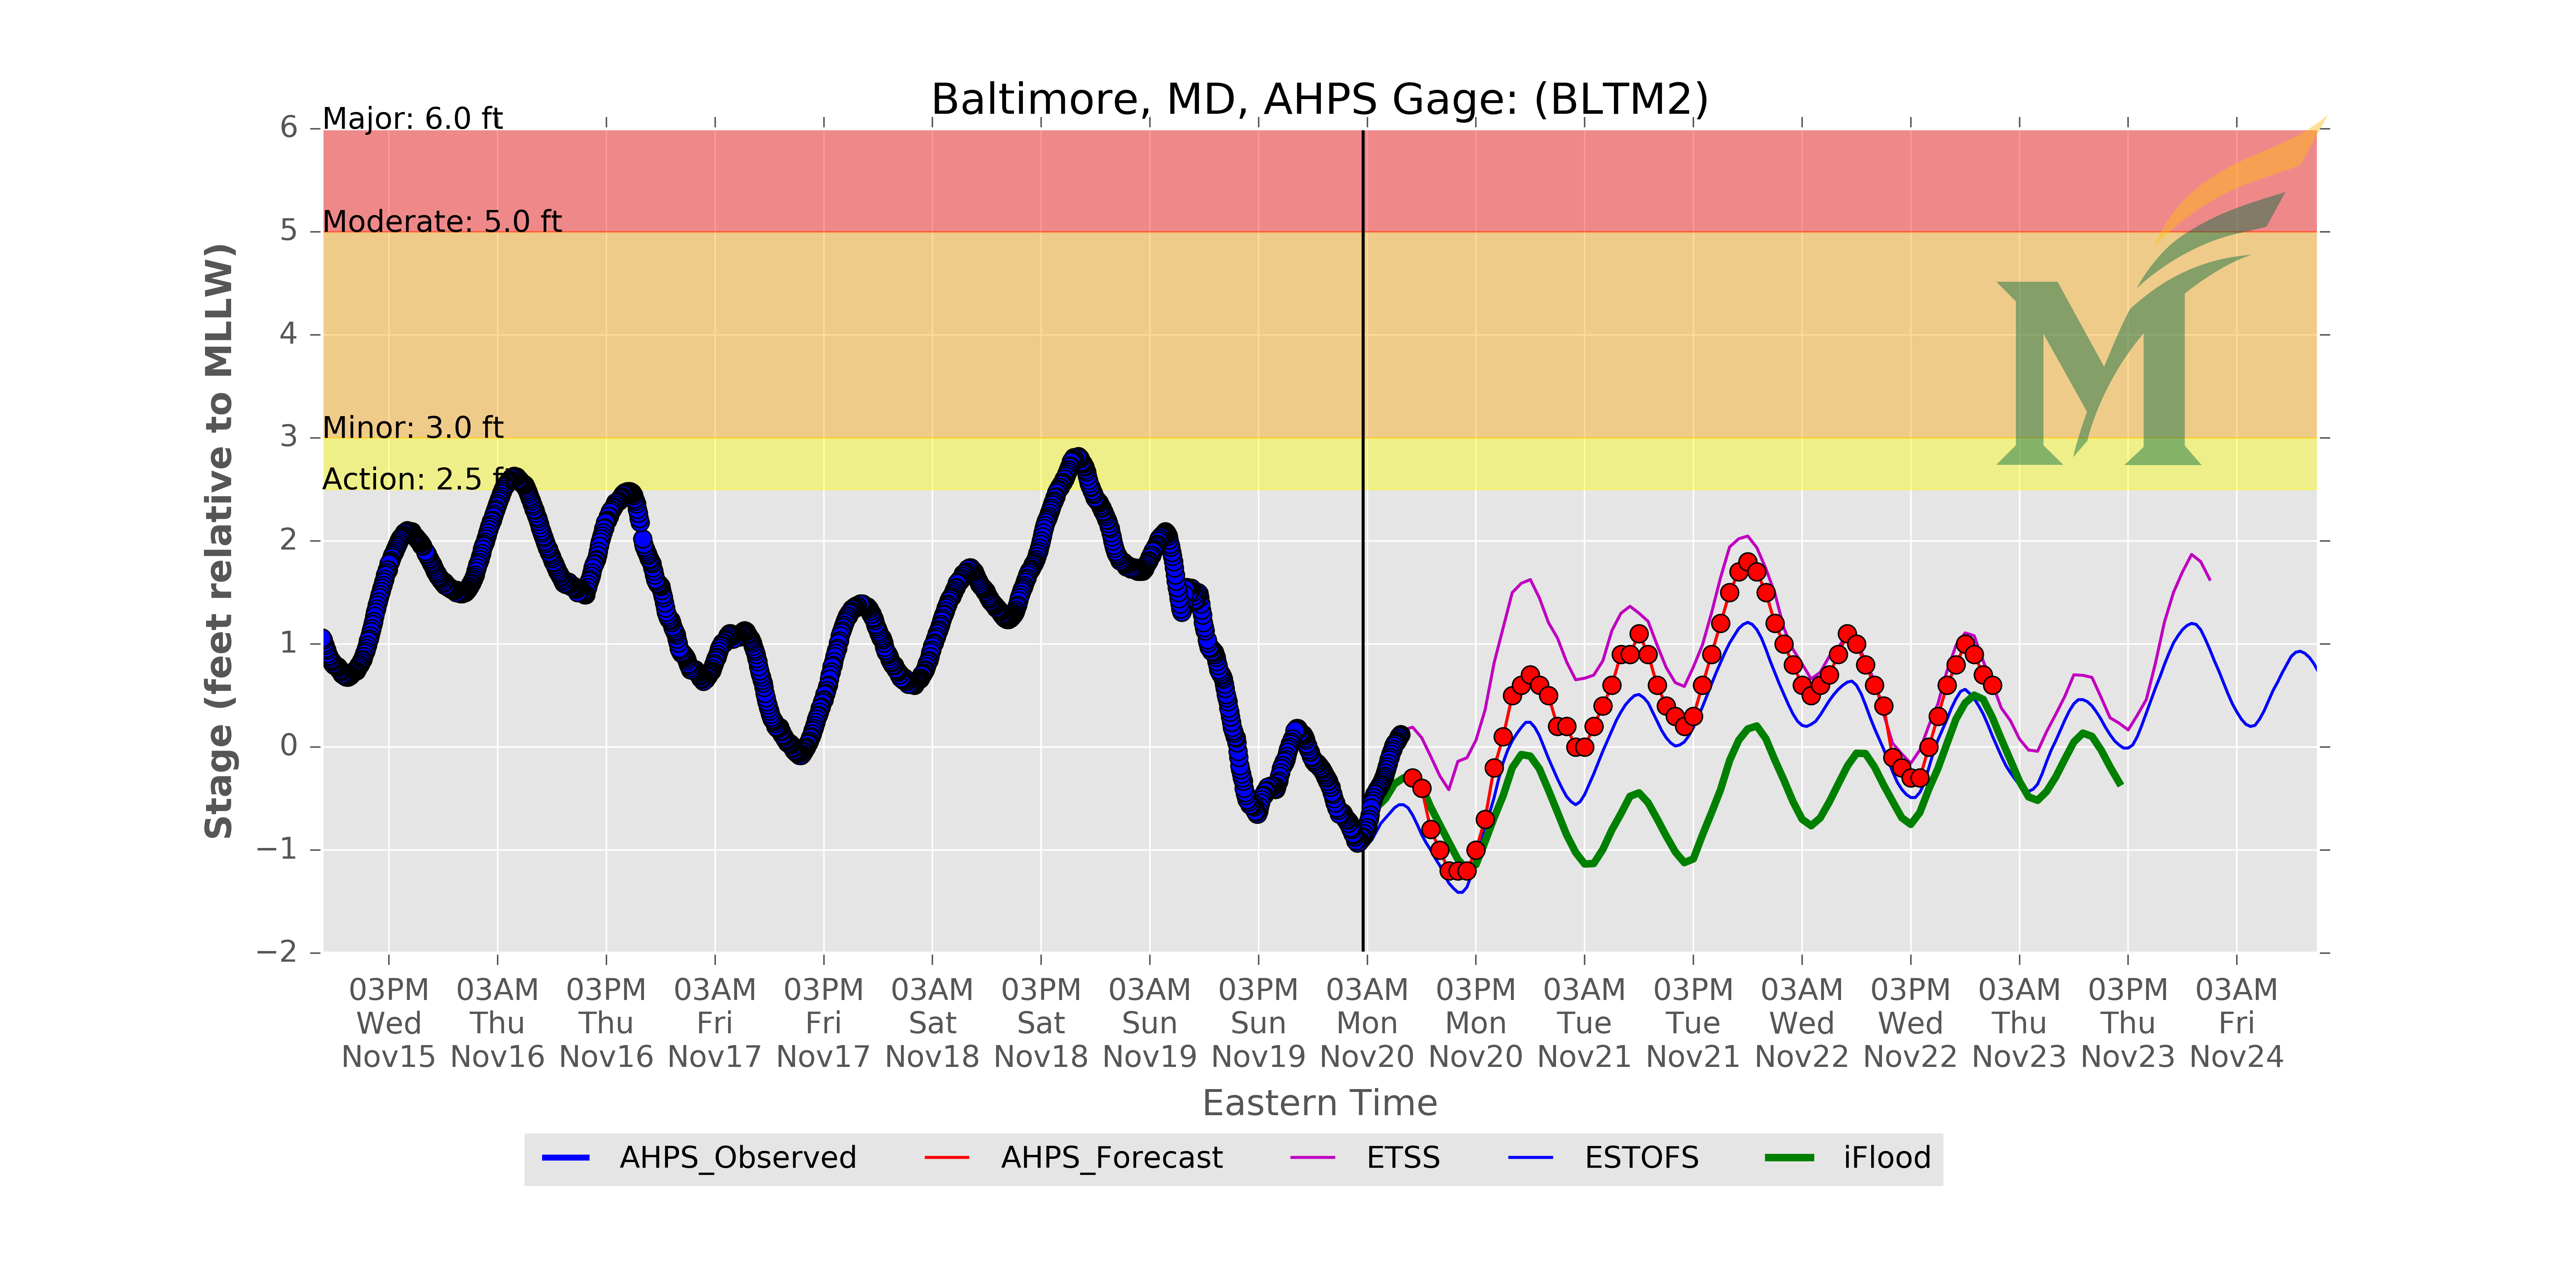 Baltimore, MD, AHPS Gage: (BLTM2)
Major: 6.0 ft
Moderate: 5.0 ft
Minor: 3.0 ft
Action: 2.5 ft
Stage (feet relative to MLLW)
6
5
4
3
2
1
0
−1
−2
03PM 03AM 03PM 03AM 03PM 03AM 03PM 03AM 03PM 03AM 03PM 03AM 03PM 03AM 03PM 03AM 03PM 03AM
Wed Thu Thu Fri Fri Sat Sat Sun Sun Mon Mon Tue Tue Wed Wed Thu Thu Fri
Nov15 Nov16 Nov16 Nov17 Nov17 Nov18 Nov18 Nov19 Nov19 Nov20 Nov20 Nov21 Nov21 Nov22 Nov22 Nov23 Nov23 Nov24
Eastern Time
AHPS_Observed AHPS_Forecast ETSS ESTOFS iFlood
M